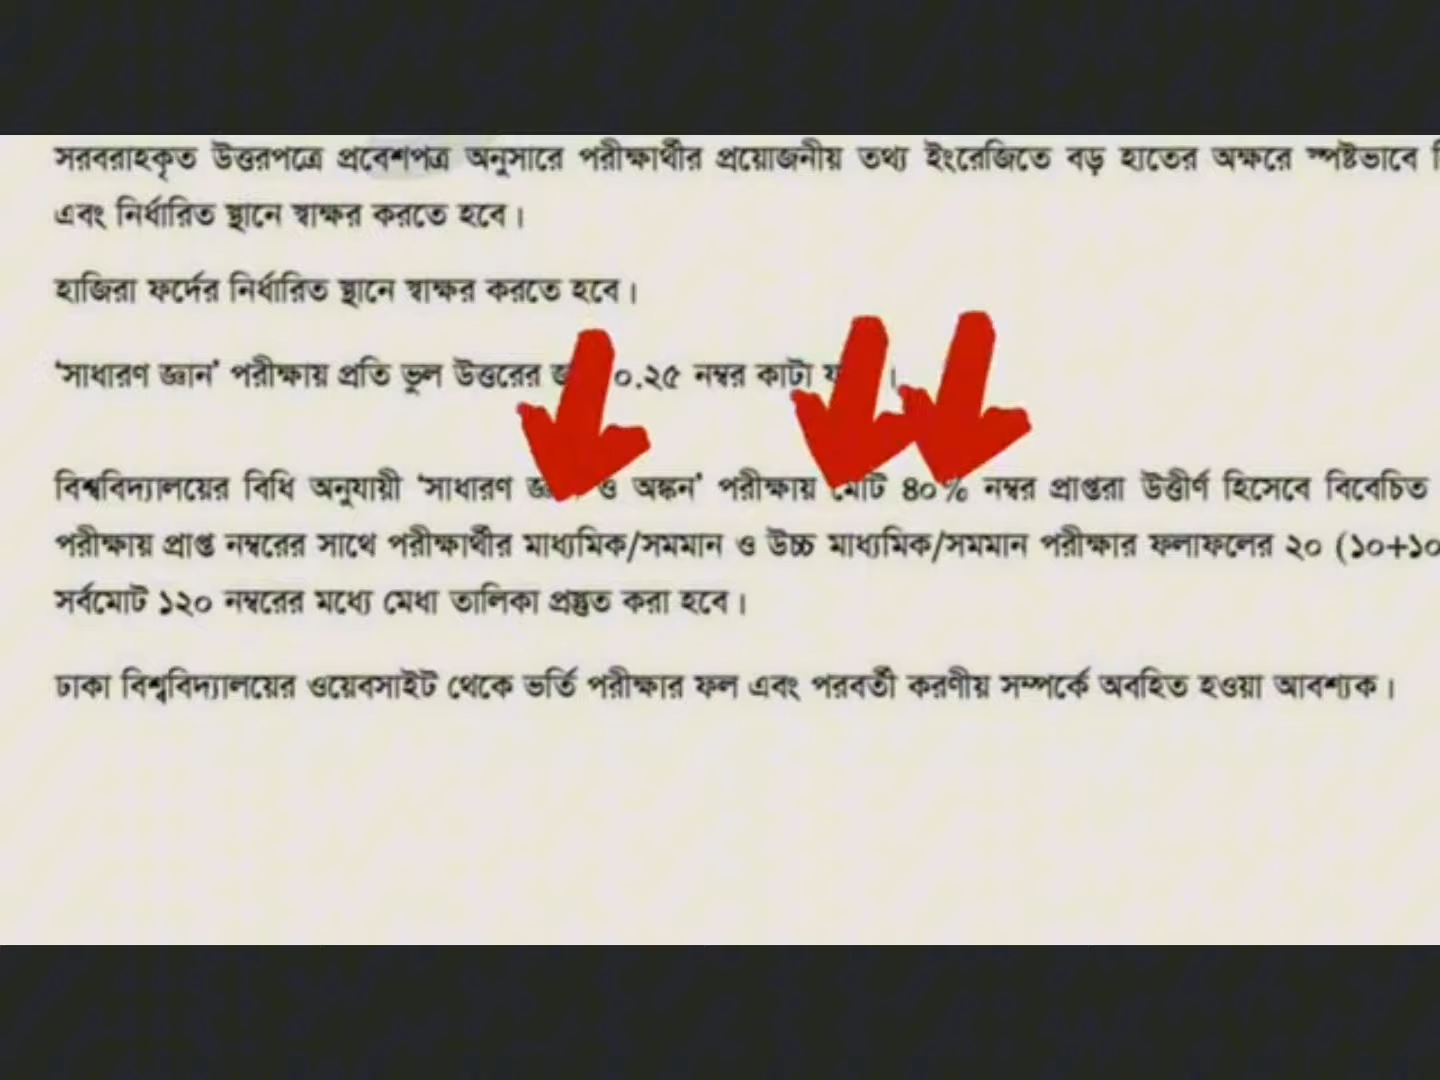 সরবরাহকৃত উত্তরপত্রে প্রবেশপত্র অনুসারে পরীক্ষার্থীর প্রয়োজনীয় তথ্য ইংরেজিতে বড় হাতের অক্ষরে স্পষ্টভাবে
এবং নির্ধারিত স্থানে স্বাক্ষর করতে হবে।
হাজিরা ফর্দের নির্ধারিত স্থানে স্বাক্ষর করতে হবে।
‘সাধারণ জ্ঞান’ পরীক্ষায় প্রতি ভুল উত্তরের ০.২৫ নম্বর কাটা
বিশ্ববিদ্যালয়ের বিধি অনুযায়ী ‘সাধারণ ও অঙ্কন’ পরীক্ষায় মোট ৪০% নম্বর প্রাপ্তরা উত্তীর্ণ হিসেবে বিবেচিত
পরীক্ষায় প্রাপ্ত নম্বরের সাথে পরীক্ষার্থীর মাধ্যমিক/সমমান ও উচ্চ মাধ্যমিক/সমমান পরীক্ষার ফলাফলের ২০ (১০+১০
সর্বমোট ১২০ নম্বরের মধ্যে মেধা তালিকা প্রস্তুত করা হবে।
ঢাকা বিশ্ববিদ্যালয়ের ওয়েবসাইট থেকে ভর্তি পরীক্ষার ফল এবং পরবর্তী করণীয় সম্পর্কে অবহিত হওয়া আবশ্যক।